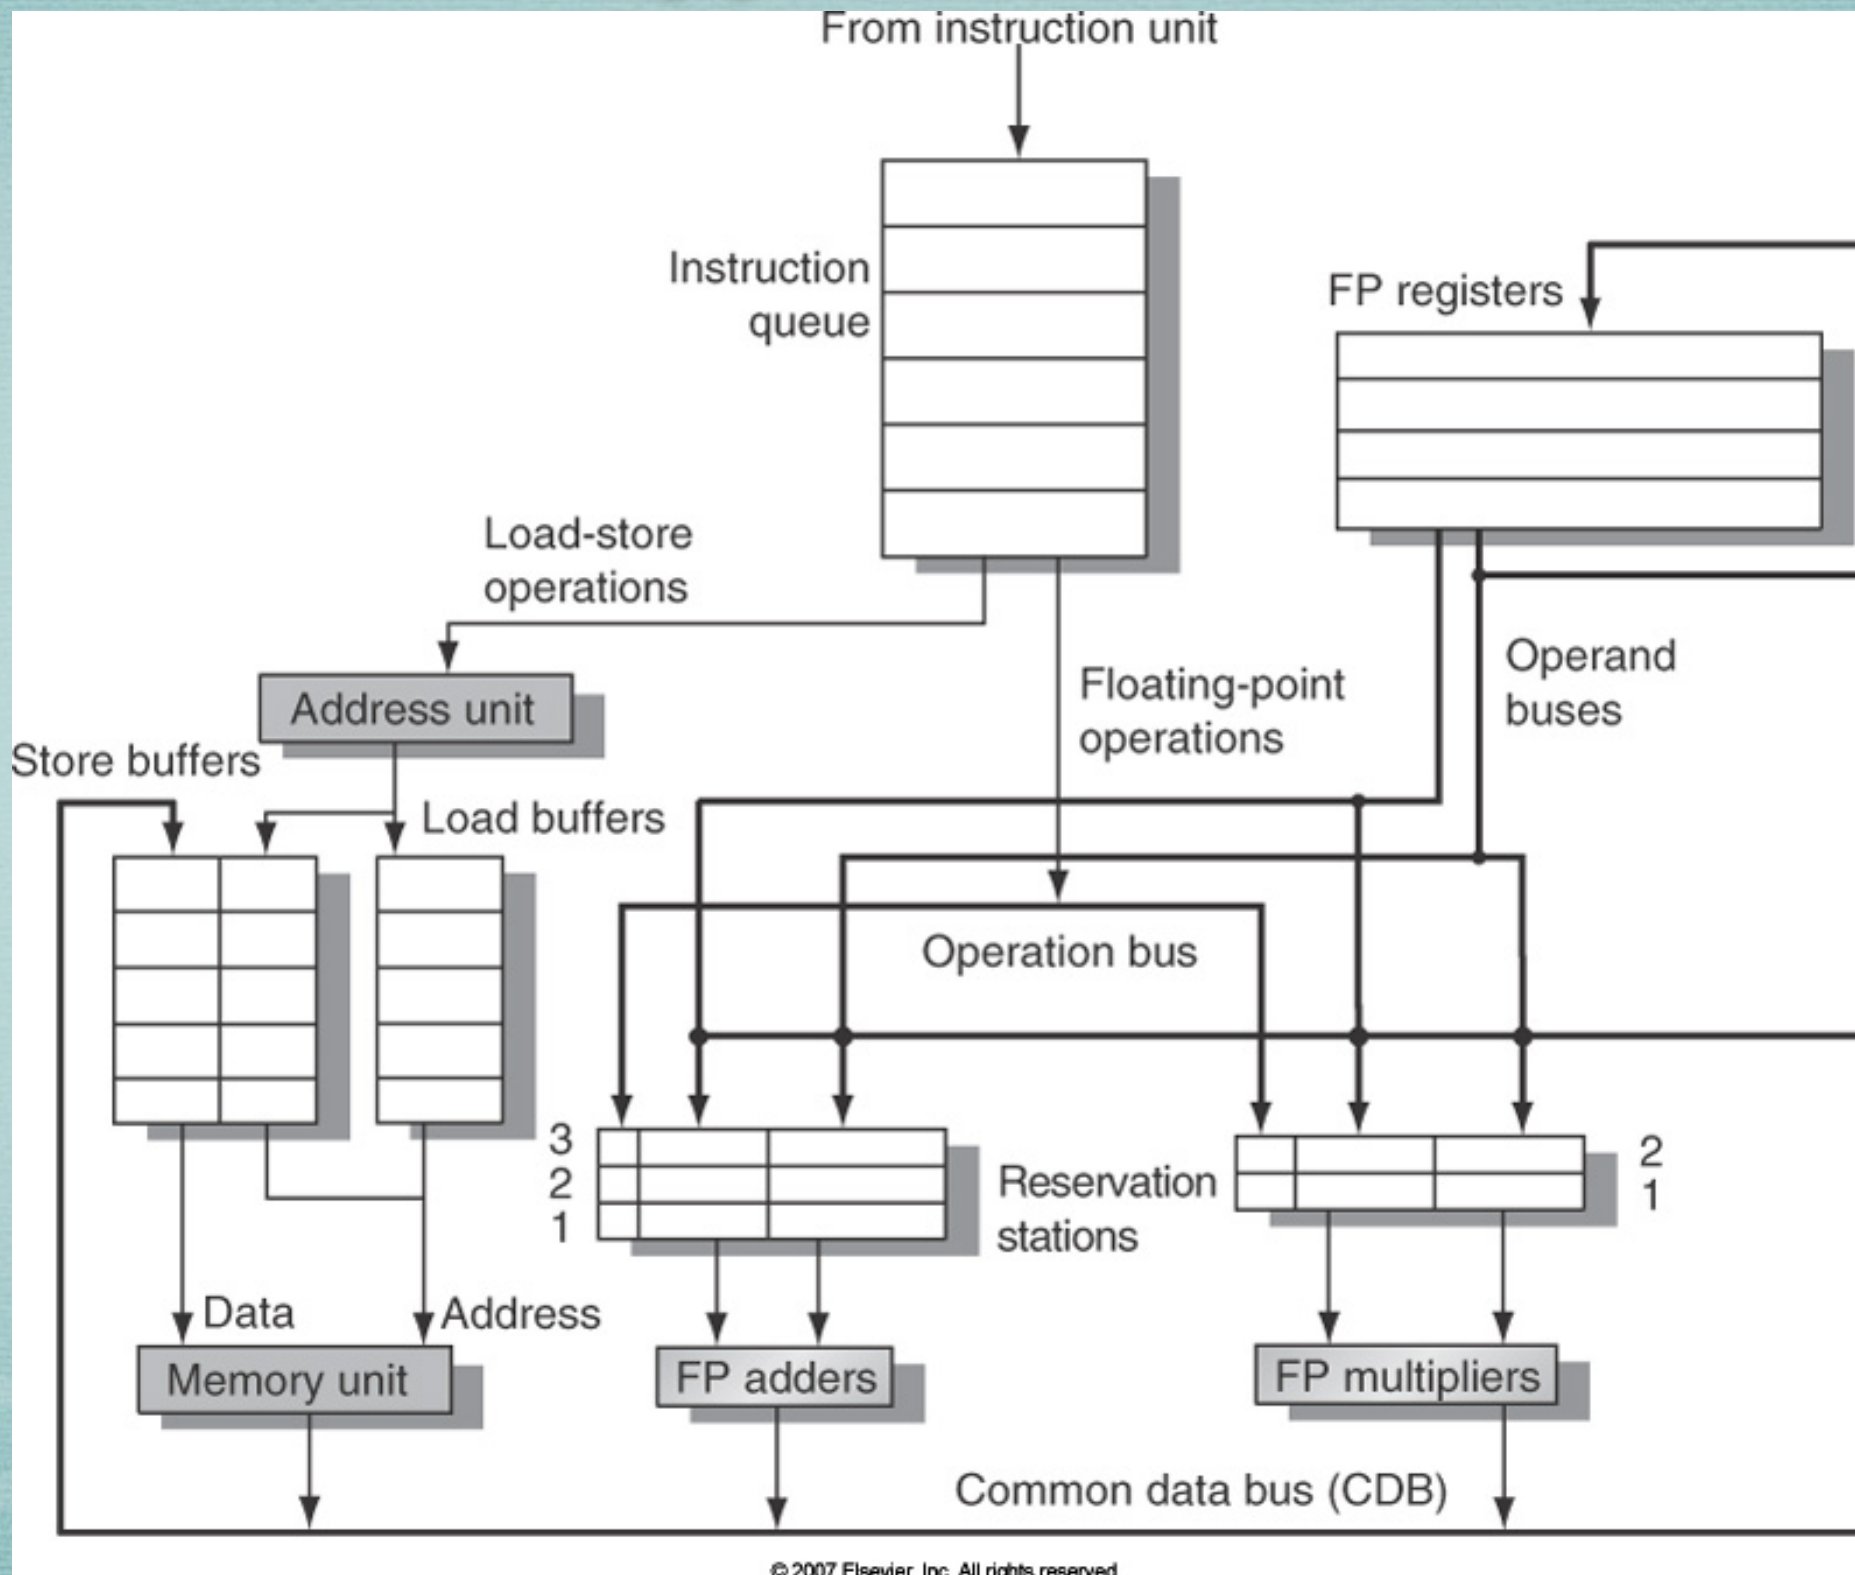 From instruction unit
Instruction
queue
FP registers
Load-store
operations
Address unit
Floating-point
operations
Operand
buses
Store buffers
Load buffers
Operation bus
3
2
1
Reservation
stations
2
1
Data
Address
Memory unit
FP adders
FP multipliers
Common data bus (CDB)
© 2007 Elsevier, Inc. All rights reserved